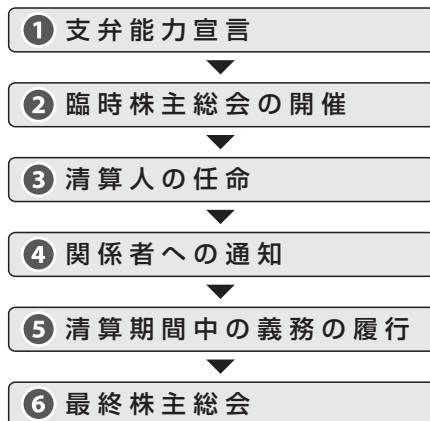 ❶ 支弁能力宣言
❷ 臨時株主総会の開催
❸ 清算人の任命
❹ 関係者への通知
❺ 清算期間中の義務の履行
❻ 最終株主総会